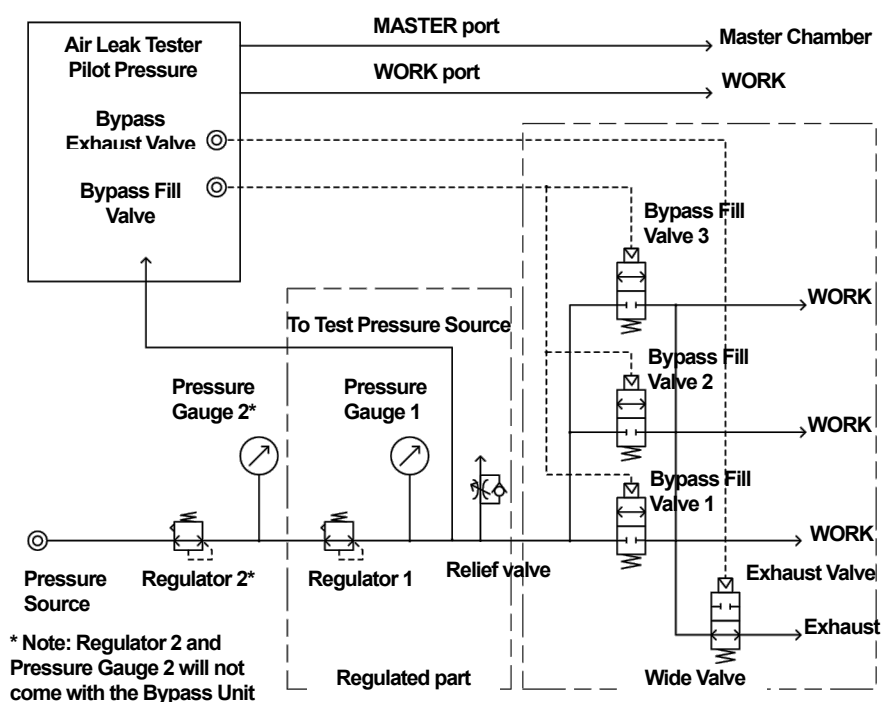 Air Leak Tester
Pilot Pressure
Bypass
Exhaust Valve
Bypass Fill
Valve
MASTER port
Master Chamber
WORK port
WORK
Bypass Fill
Valve 3
WORK
To Test Pressure Source
Pressure
Gauge 2*
Pressure
Gauge 1
Bypass Fill
Valve 2
WORK
Bypass Fill
Valve 1
WORK
Pressure
Source
Regulator 2*
Regulator 1
Relief valve
Exhaust Valve
Exhaust
* Note: Regulator 2 and
Pressure Gauge 2 will not
come with the Bypass Unit
Regulated part
Wide Valve